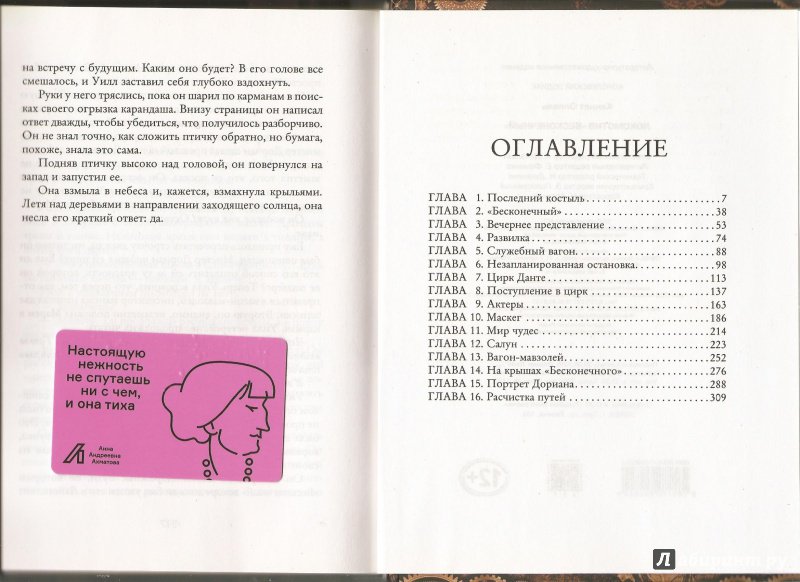 на встречу с будущим. Каким оно будет? В его голове все
смешалось, и Уилл заставил себя глубоко вздохнуть.
Руки у него тряслись, пока он шарил по карманам в поис-
ках своего огрызка карандаша. Внизу страницы он написал
ответ дважды, чтобы убедиться, что получилось разборчиво.
Он не знал точно, как сложить птичку обратно, но бумага,
похоже, знала это сама.
Подняв птичку высоко над головой, он повернулся на
запад и запустил ее.
Она взмыла в небеса и, кажется, взмахнула крыльями.
Летя над деревьями в направлении заходящего солнца, она
несла его краткий ответ: да.
Настоящую
нежность
не спутаешь
ни с чем,
и она тиха
Анна
Андреевна
Ахматова
ОГЛАВЛЕНИЕ
ГЛАВА 1. Последний костыль 7
ГЛАВА 2. «Бесконечный» 38
ГЛАВА 3. Вечернее представление 53
ГЛАВА 4. Развилка 74
ГЛАВА 5. Служебный вагон. 88
ГЛАВА 6. Незапланированная остановка. 98
ГЛАВА 7. Цирк Данте 113
ГЛАВА 8. Поступление в цирк 137
ГЛАВА 9. Актеры 163
ГЛАВА 10. Маскег 186
ГЛАВА 11. Мир чудес 214
ГЛАВА 12. Салун 223
ГЛАВА 13. Вагон-мавзолей. 252
ГЛАВА 14. На крышах «Бесконечного» 276
ГЛАВА 15. Портрет Дориана 288
ГЛАВА 16. Расчистка путей 309
12+
Лабиринт.ру